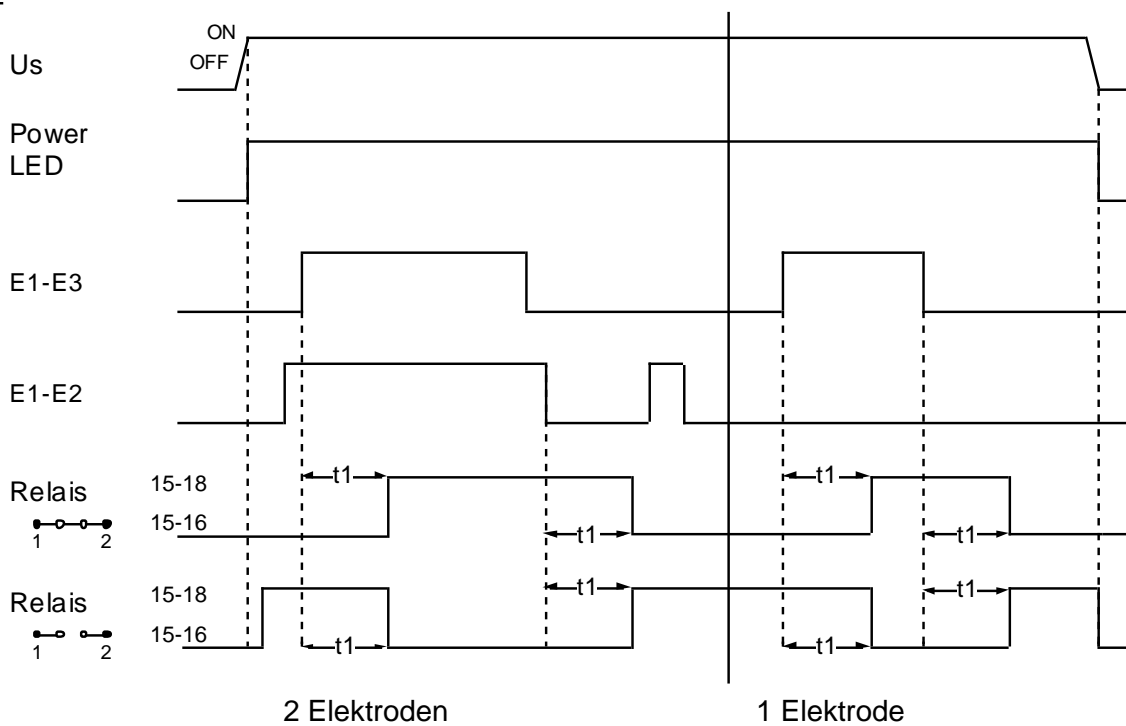 ON
Us
OFF
Power
LED
E1-E3
E1-E2
Relais
15-18
t1
t1
15-16
1 2
t1
t1
Relais
15-18
t1
t1
15-16
1 2
t1
t1
2 Elektroden
1 Elektrode